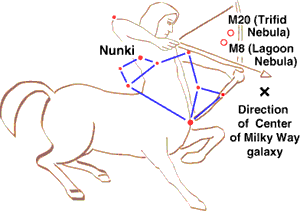 M20 (Trifid
Nebula)
M8 (Lagoon
Nebula)
Nunki
Direction
of Center
of Milky Way
galaxy